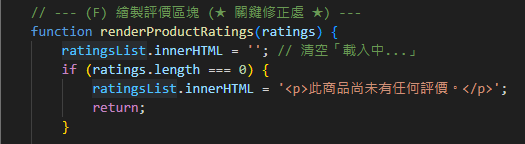 // --- (F) 繪製評價區塊 (★ 關鍵修正處 ★) ---
function renderProductRatings(ratings) {
ratingsList.innerHTML = ''; // 清空「載入中...」
if (ratings.length === 0) {
ratingsList.innerHTML = '<p>此商品尚未有任何評價。</p>';
return;
}